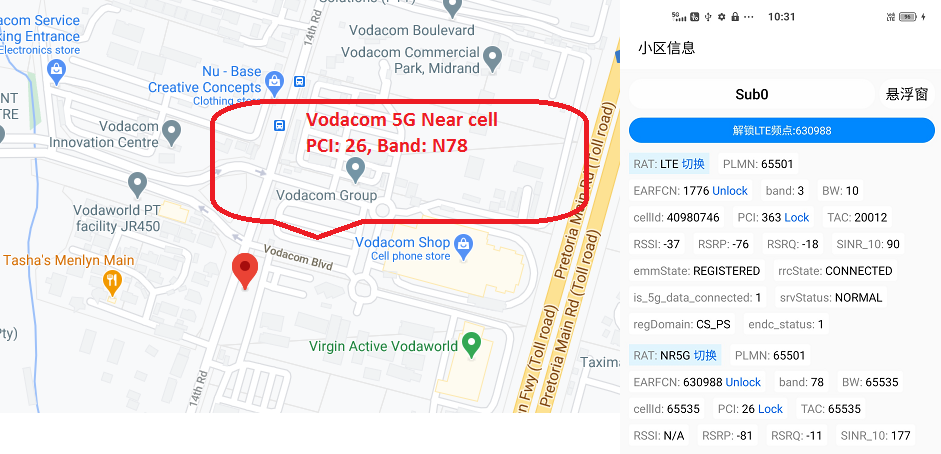 Solutions (PTY)
14th Rd
Vodacom Boulevard
acom Service
king Entrance
Electronics store
Vodacom Commercial
Park, Midrand
Nu - Base
Creative Concepts
Clothing store
NT
TRE
Vodacom
Innovation Centre
Vodacom 5G Near cell
PCI: 26, Band: N78
Vodacom Group
Vodaworld PT
facility JR450
Pretoria Main Rd (Toll road)
Vodacom Shop
Cell phone store
Vodacom Blvd
Tasha's Menlyn Main
Pty)
Virgin Active Vodaworld
Taxima
14th Rd
n Fwy (Toll road)
Pretoria Main Rd (Toll road)
5G
10:31
96
小区信息
Sub0
悬浮窗
解锁LTE频点:630988
RAT: LTE 切换 PLMN: 65501
EARFCN: 1776 Unlock band: 3 BW: 10
cellId: 40980746 PCI: 363 Lock TAC: 20012
RSSI: -37 RSRP: -76 RSRQ: -18 SINR_10: 90
emmState: REGISTERED rrcState: CONNECTED
is_5g_data_connected: 1 srvStatus: NORMAL
regDomain: CS_PS endc_status: 1
RAT: NR5G 切换 PLMN: 65501
EARFCN: 630988 Unlock band: 78 BW: 65535
cellId: 65535 PCI: 26 Lock TAC: 65535
RSSI: N/A RSRP: -81 RSRQ: -11 SINR_10: 177